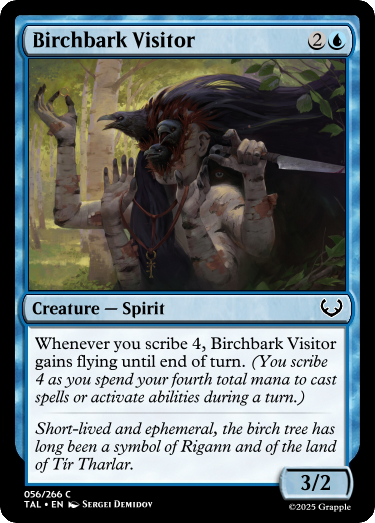 Birchbark Visitor 2
Creature — Spirit
Whenever you scribe 4, Birchbark Visitor
gains flying until end of turn. (You scribe
4 as you spend your fourth total mana to cast
spells or activate abilities during a turn.)
Short-lived and ephemeral, the birch tree has
long been a symbol of Rigann and of the land
of Tír Tharlar.
3/2
056/266 C
TAL • EN Sergei Demidov
©2025 Grapple